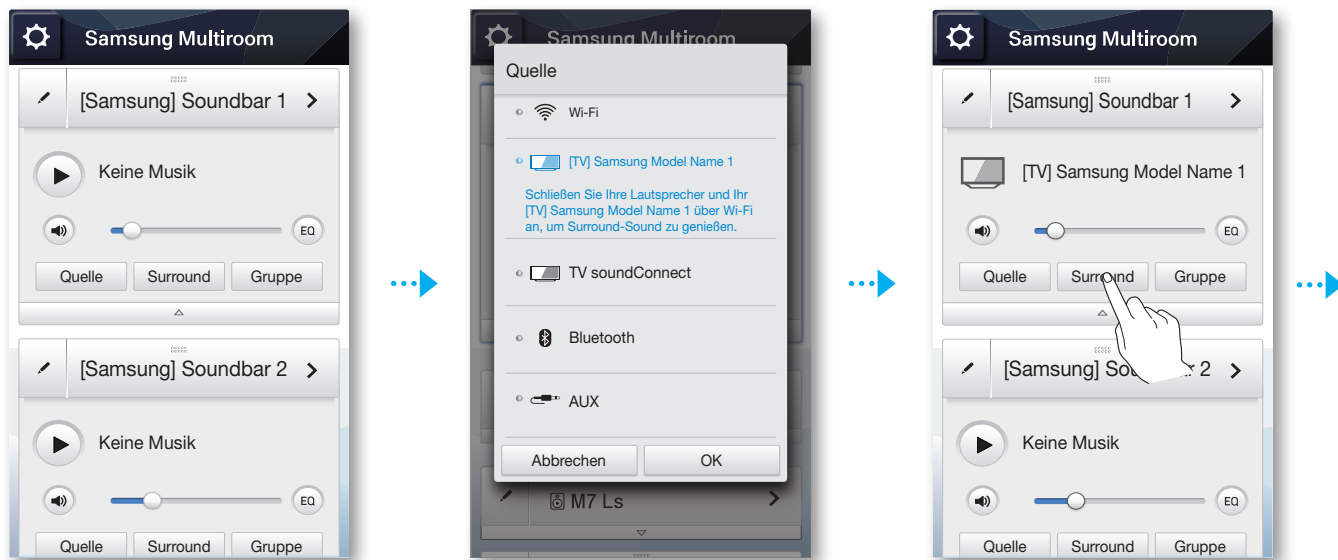 Samsung Multiroom
[Samsung] Soundbar 1
Keine Musik
EQ
Quelle Surround Gruppe
[Samsung] Soundbar 2
Keine Musik
EQ
Quelle Surround Gruppe
Samsung Multiroom
Quelle
Wi-Fi
[TV] Samsung Model Name 1
Schließen Sie Ihre Lautsprecher und Ihr
[TV] Samsung Model Name 1 über Wi-Fi
an, um Surround-Sound zu genießen.
TV soundConnect
Bluetooth
AUX
Abbrechen OK
M7 Ls
Samsung Multiroom
[Samsung] Soundbar 1
[TV] Samsung Model Name 1
EQ
Quelle Surround Gruppe
[Samsung] 2
Keine Musik
EQ
Quelle Surround Gruppe